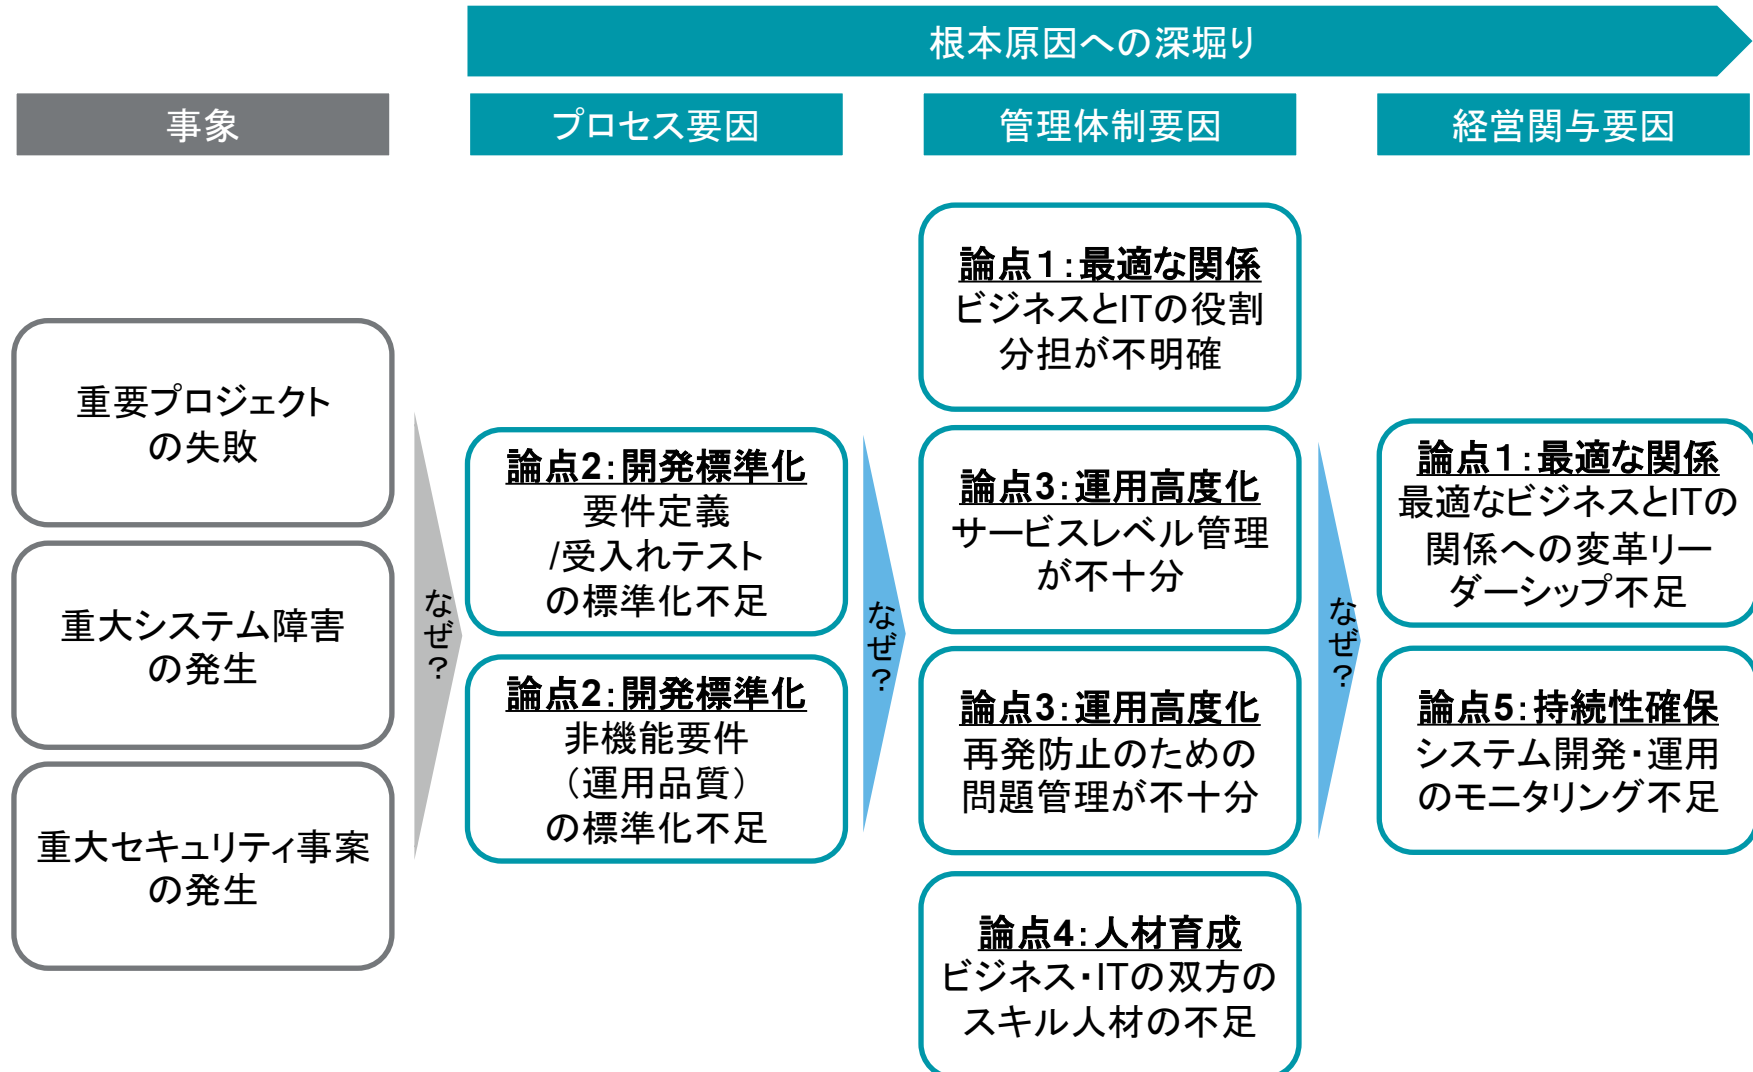 根本原因への深堀り
事象
プロセス要因
管理体制要因
経営関与要因
重要プロジェクト
の失敗
重大システム障害
の発生
重大セキュリティ事案
の発生
なぜ？
論点2：開発標準化
要件定義
/受入れテスト
の標準化不足
論点2：開発標準化
非機能要件
（運用品質）
の標準化不足
なぜ？
論点１：最適な関係
ビジネスとITの役割
分担が不明確
論点3：運用高度化
サービスレベル管理
が不十分
論点3：運用高度化
再発防止のための
問題管理が不十分
論点4：人材育成
ビジネス・ITの双方の
スキル人材の不足
なぜ？
論点１：最適な関係
最適なビジネスとITの
関係への変革リー
ダーシップ不足
論点5：持続性確保
システム開発・運用
のモニタリング不足